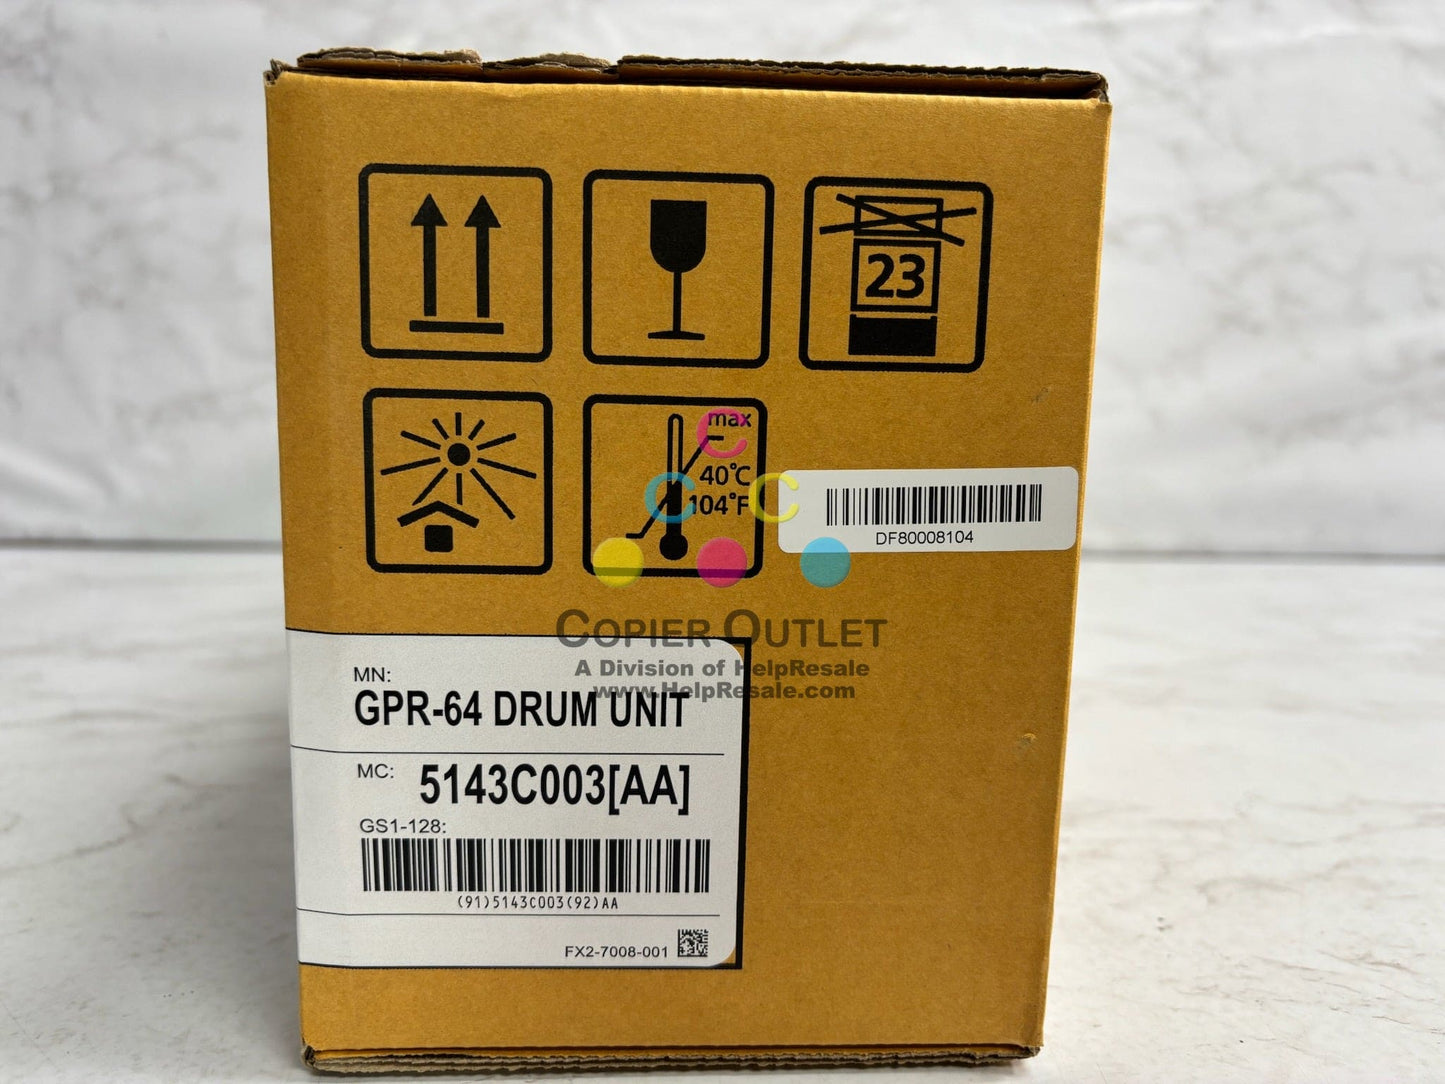 23
max
40°C
104°F
DF80008104
C
C C
COPIER OUTLET
A Division of HelpResale
www.HelpResale.com
MN:
GPR-64 DRUM UNIT
MC: 5143C003[AA]
GS1-128:
(91)5143C003(92)AA
FX2-7008-001